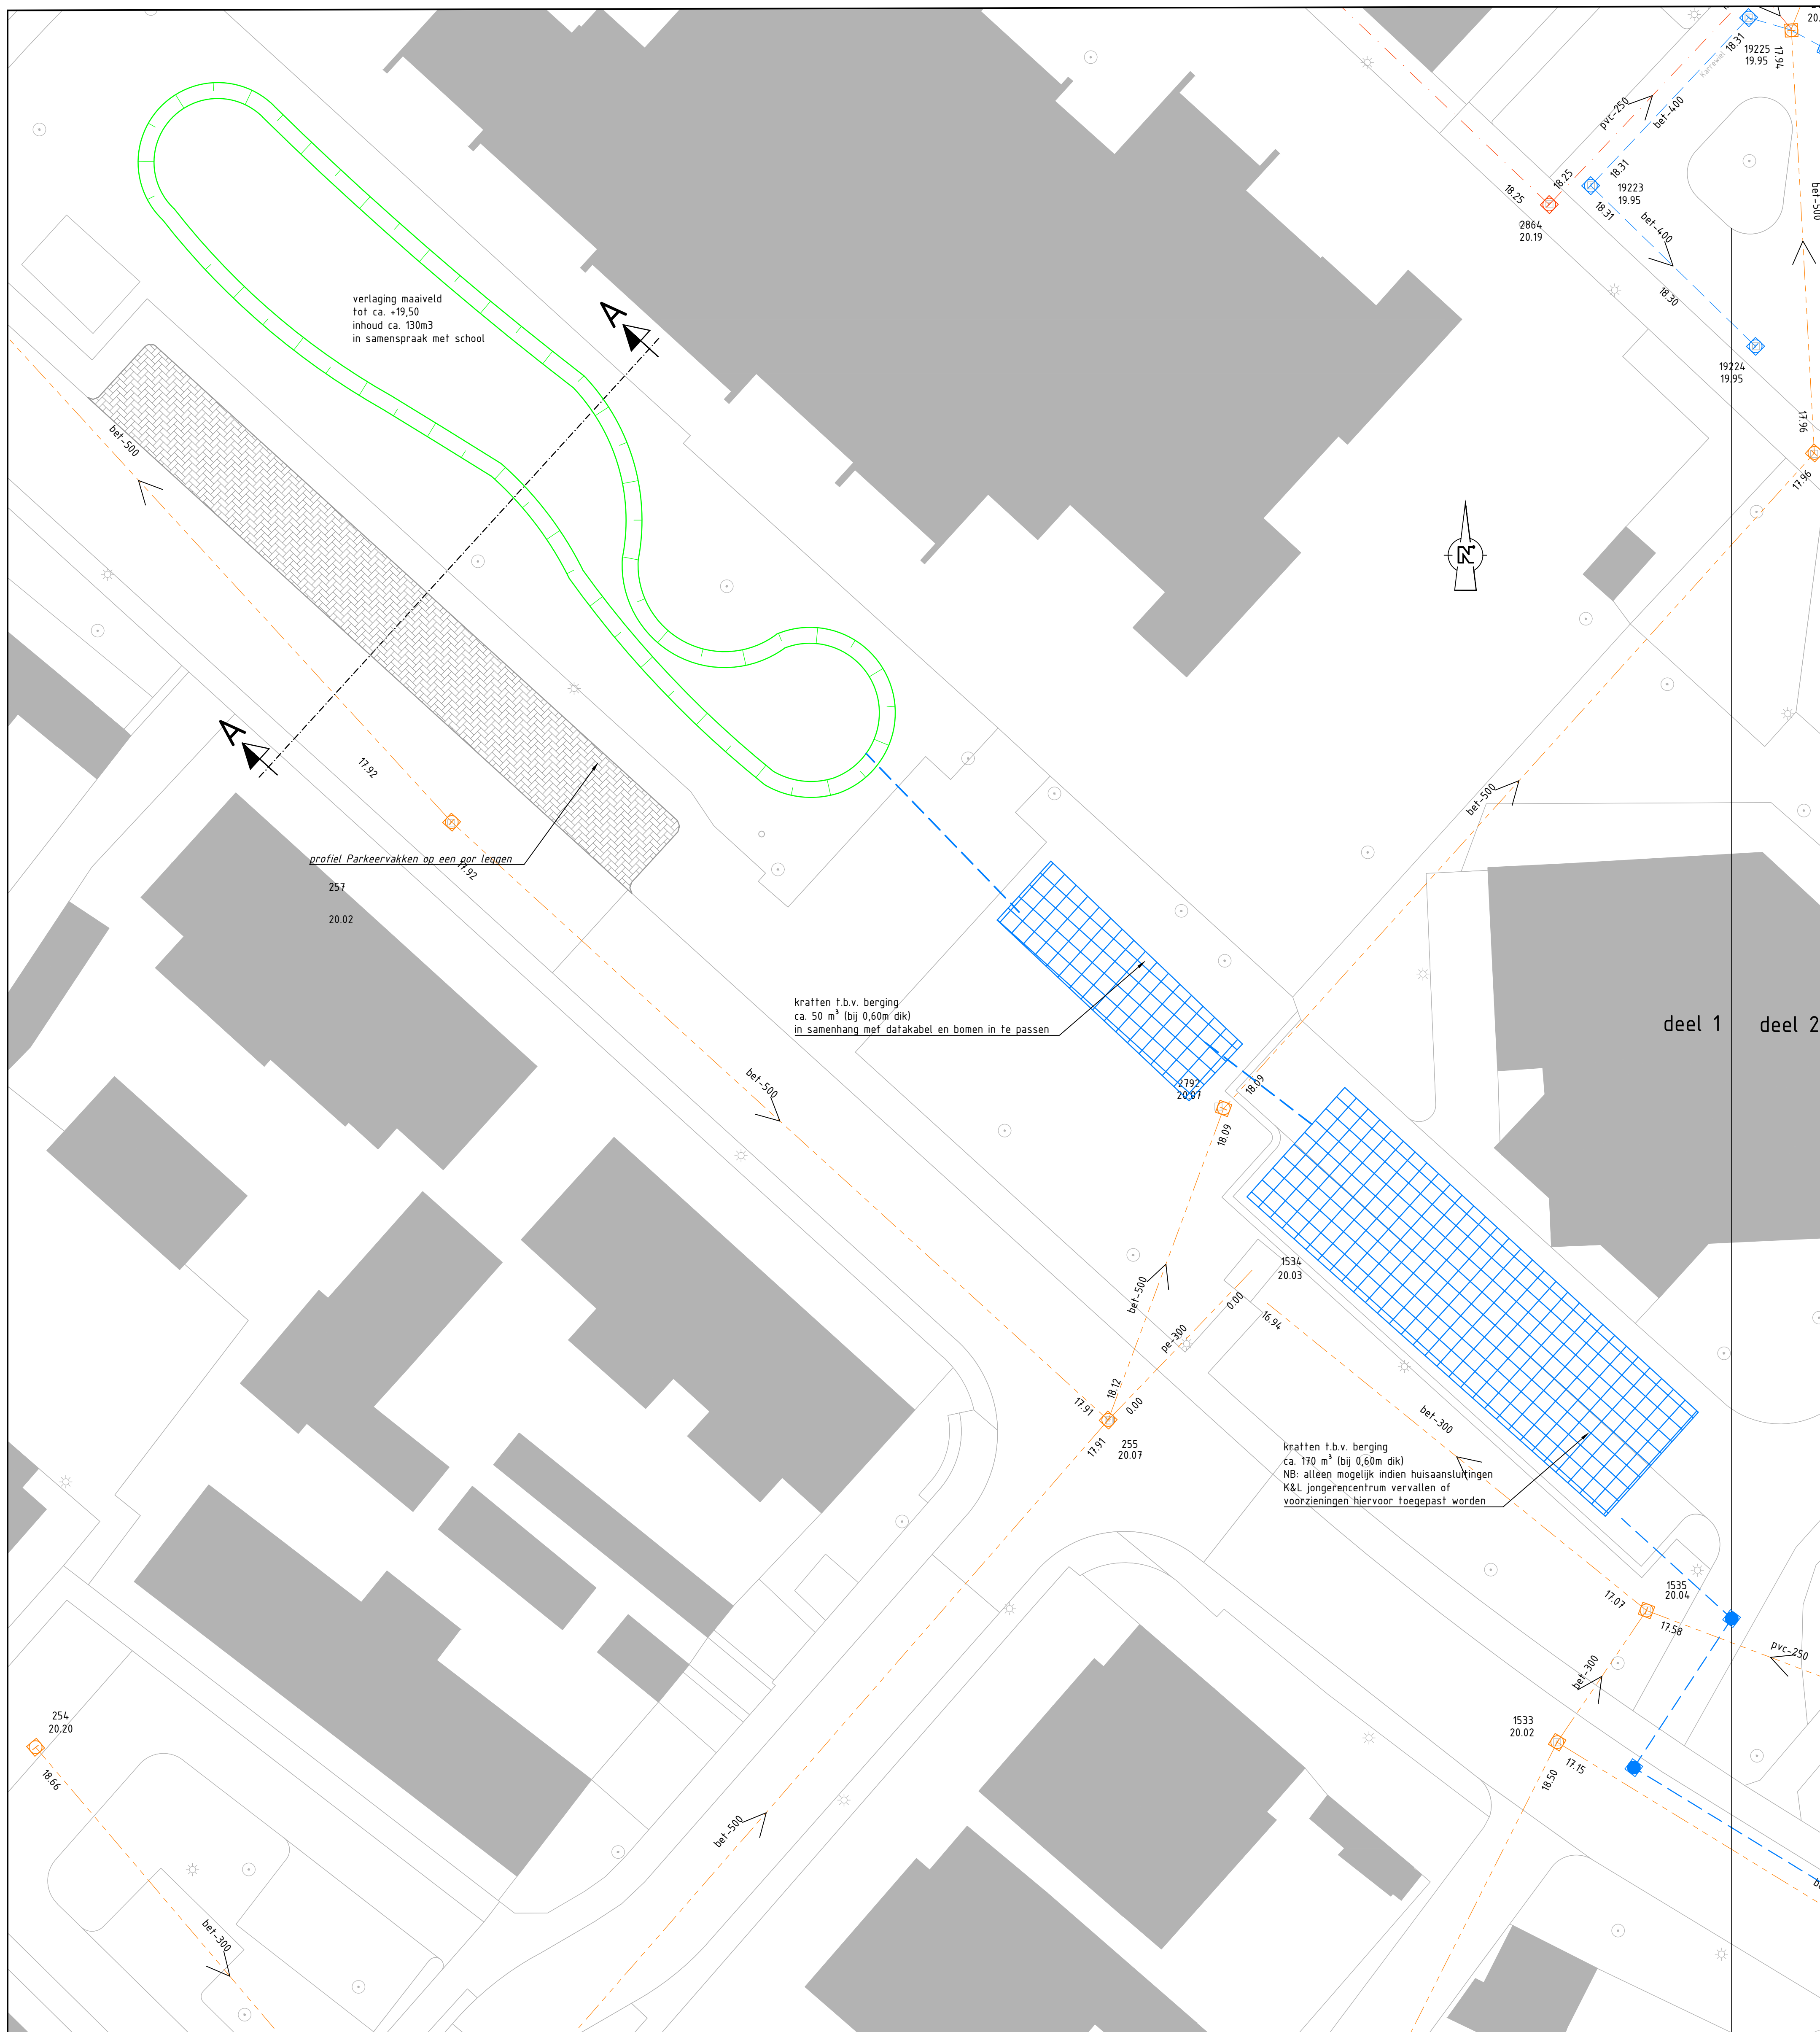 20.
18.31
19225
19.95
17.94
Karrewiel
pvc-250
bet-400
18.25
18.25
18.31
19223
19.95
18.31
bet-400
bet-500
2864
20.19
18.30
verlaging maaiveld
tot ca. +19,50
inhoud ca. 130m3
in samenspraak met school
A
19224
19.95
17.96
17.96
bet-500
N
A
17.92
bet-500
profiel Parkeervakken op een oor leggen
17.92
257
20.02
kratten t.b.v. berging
ca. 50 m³ (bij 0,60m dik)
in samenhang met datakabel en bomen in te passen
deel 1
deel 2
bet-500
2792
20.07
18.09
18.09
1534
20.03
bet-500
0.00
16.94
pe-300
18.12
17.91
0.00
17.91
255
20.07
bet-300
kratten t.b.v. berging
ca. 170 m³ (bij 0,60m dik)
NB: alleen mogelijk indien huisaansluitingen
K&L jongerencentrum vervallen of
voorzieningen hiervoor toegepast worden
1535
20.04
17.07
17.58
pvc-250
bet-300
254
20.20
1533
20.02
18.66
18.50
17.15
bet-500
bet-300